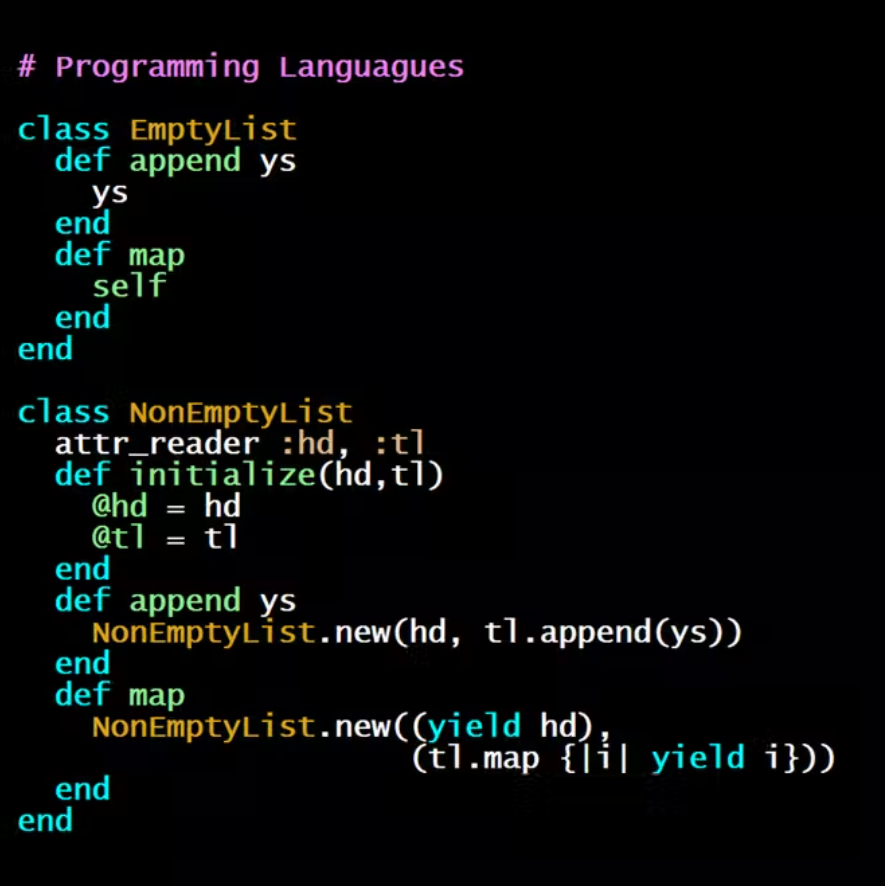 # Programming Languagues
class EmptyList
  def append ys
    ys
  end
  def map
    self
  end
end
class NonEmptyList
  attr_reader :hd, :tl
  def initialize(hd,tl)
    @hd = hd
    @tl = tl
  end
  def append ys
    NonEmptyList.new(hd, tl.append(ys))
  end
  def map
    NonEmptyList.new((yield hd),
                     (tl.map {|i| yield i}))
  end
end